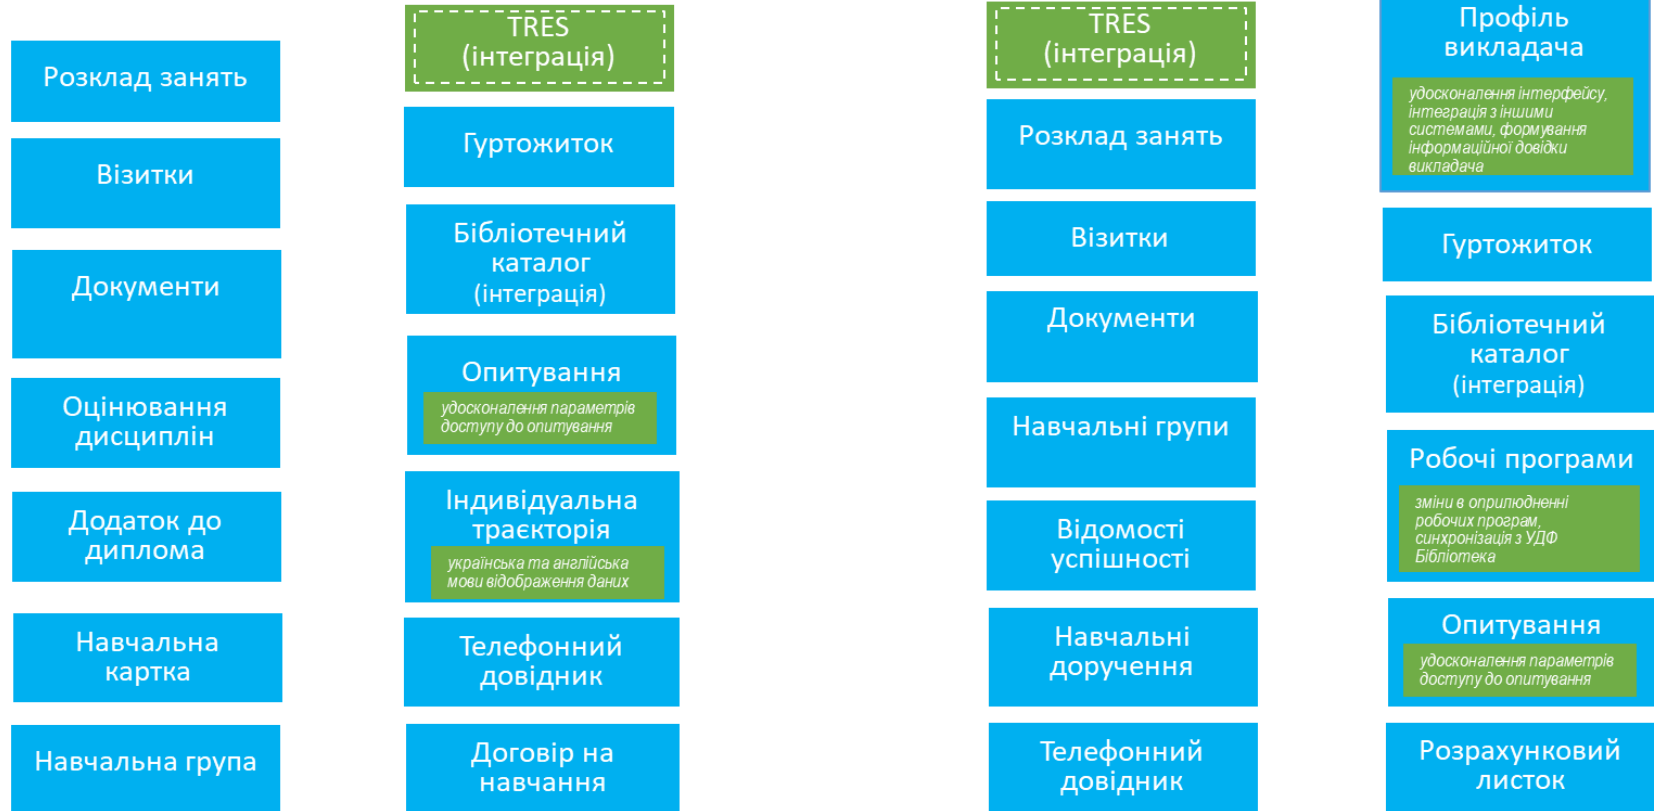 Розклад занять
Візитки
Документи
Оцінювання
дисциплін
Додаток до
диплома
Навчальна
картка
Навчальна група
TRES
(інтеграція)
Гуртожиток
Бібліотечний
каталог
(інтеграція)
Опитування
удосконалення параметрів
доступу до опитування
Індивідуальна
траєкторія
українська та англійська
мови відображення даних
Телефонний
довідник
Договір на
навчання
TRES
(інтеграція)
Розклад занять
Візитки
Документи
Навчальні групи
Відомості
успішності
Навчальні
доручення
Телефонний
довідник
Профіль
викладача
удосконалення інтерфейсу,
інтеграція з іншими
системами, формування
інформаційної довідки
викладача
Гуртожиток
Бібліотечний
каталог
(інтеграція)
Робочі програми
зміни в оприлюдненні
робочих програм,
синхронізація з УДФ
Бібліотека
Опитування
удосконалення параметрів
доступу до опитування
Розрахунковий
листок